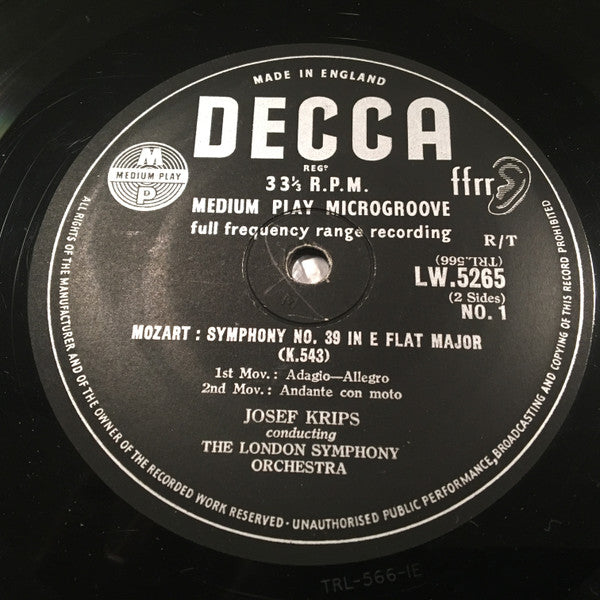 MADE IN ENGLAND
DECCA
REGD
33⅓ R.P.M.
M
MEDIUM PLAY
P
ffrr
MEDIUM PLAY MICROGROOVE
full frequency range recording
R/T
(TRL.566)
LW.5265
(2 Sides)
NO. 1
MOZART : SYMPHONY NO. 39 IN E FLAT MAJOR
(K.543)
1st Mov.: Adagio—Allegro
2nd Mov.: Andante con moto
JOSEF KRIPS
conducting
THE LONDON SYMPHONY
ORCHESTRA
ALL RIGHTS OF THE MANUFACTURER AND OF THE OWNER OF THE RECORDED WORK RESERVED · UNAUTHORISED PUBLIC PERFORMANCE, BROADCASTING AND COPYING OF THIS RECORD PROHIBITED
TRL-566-1E